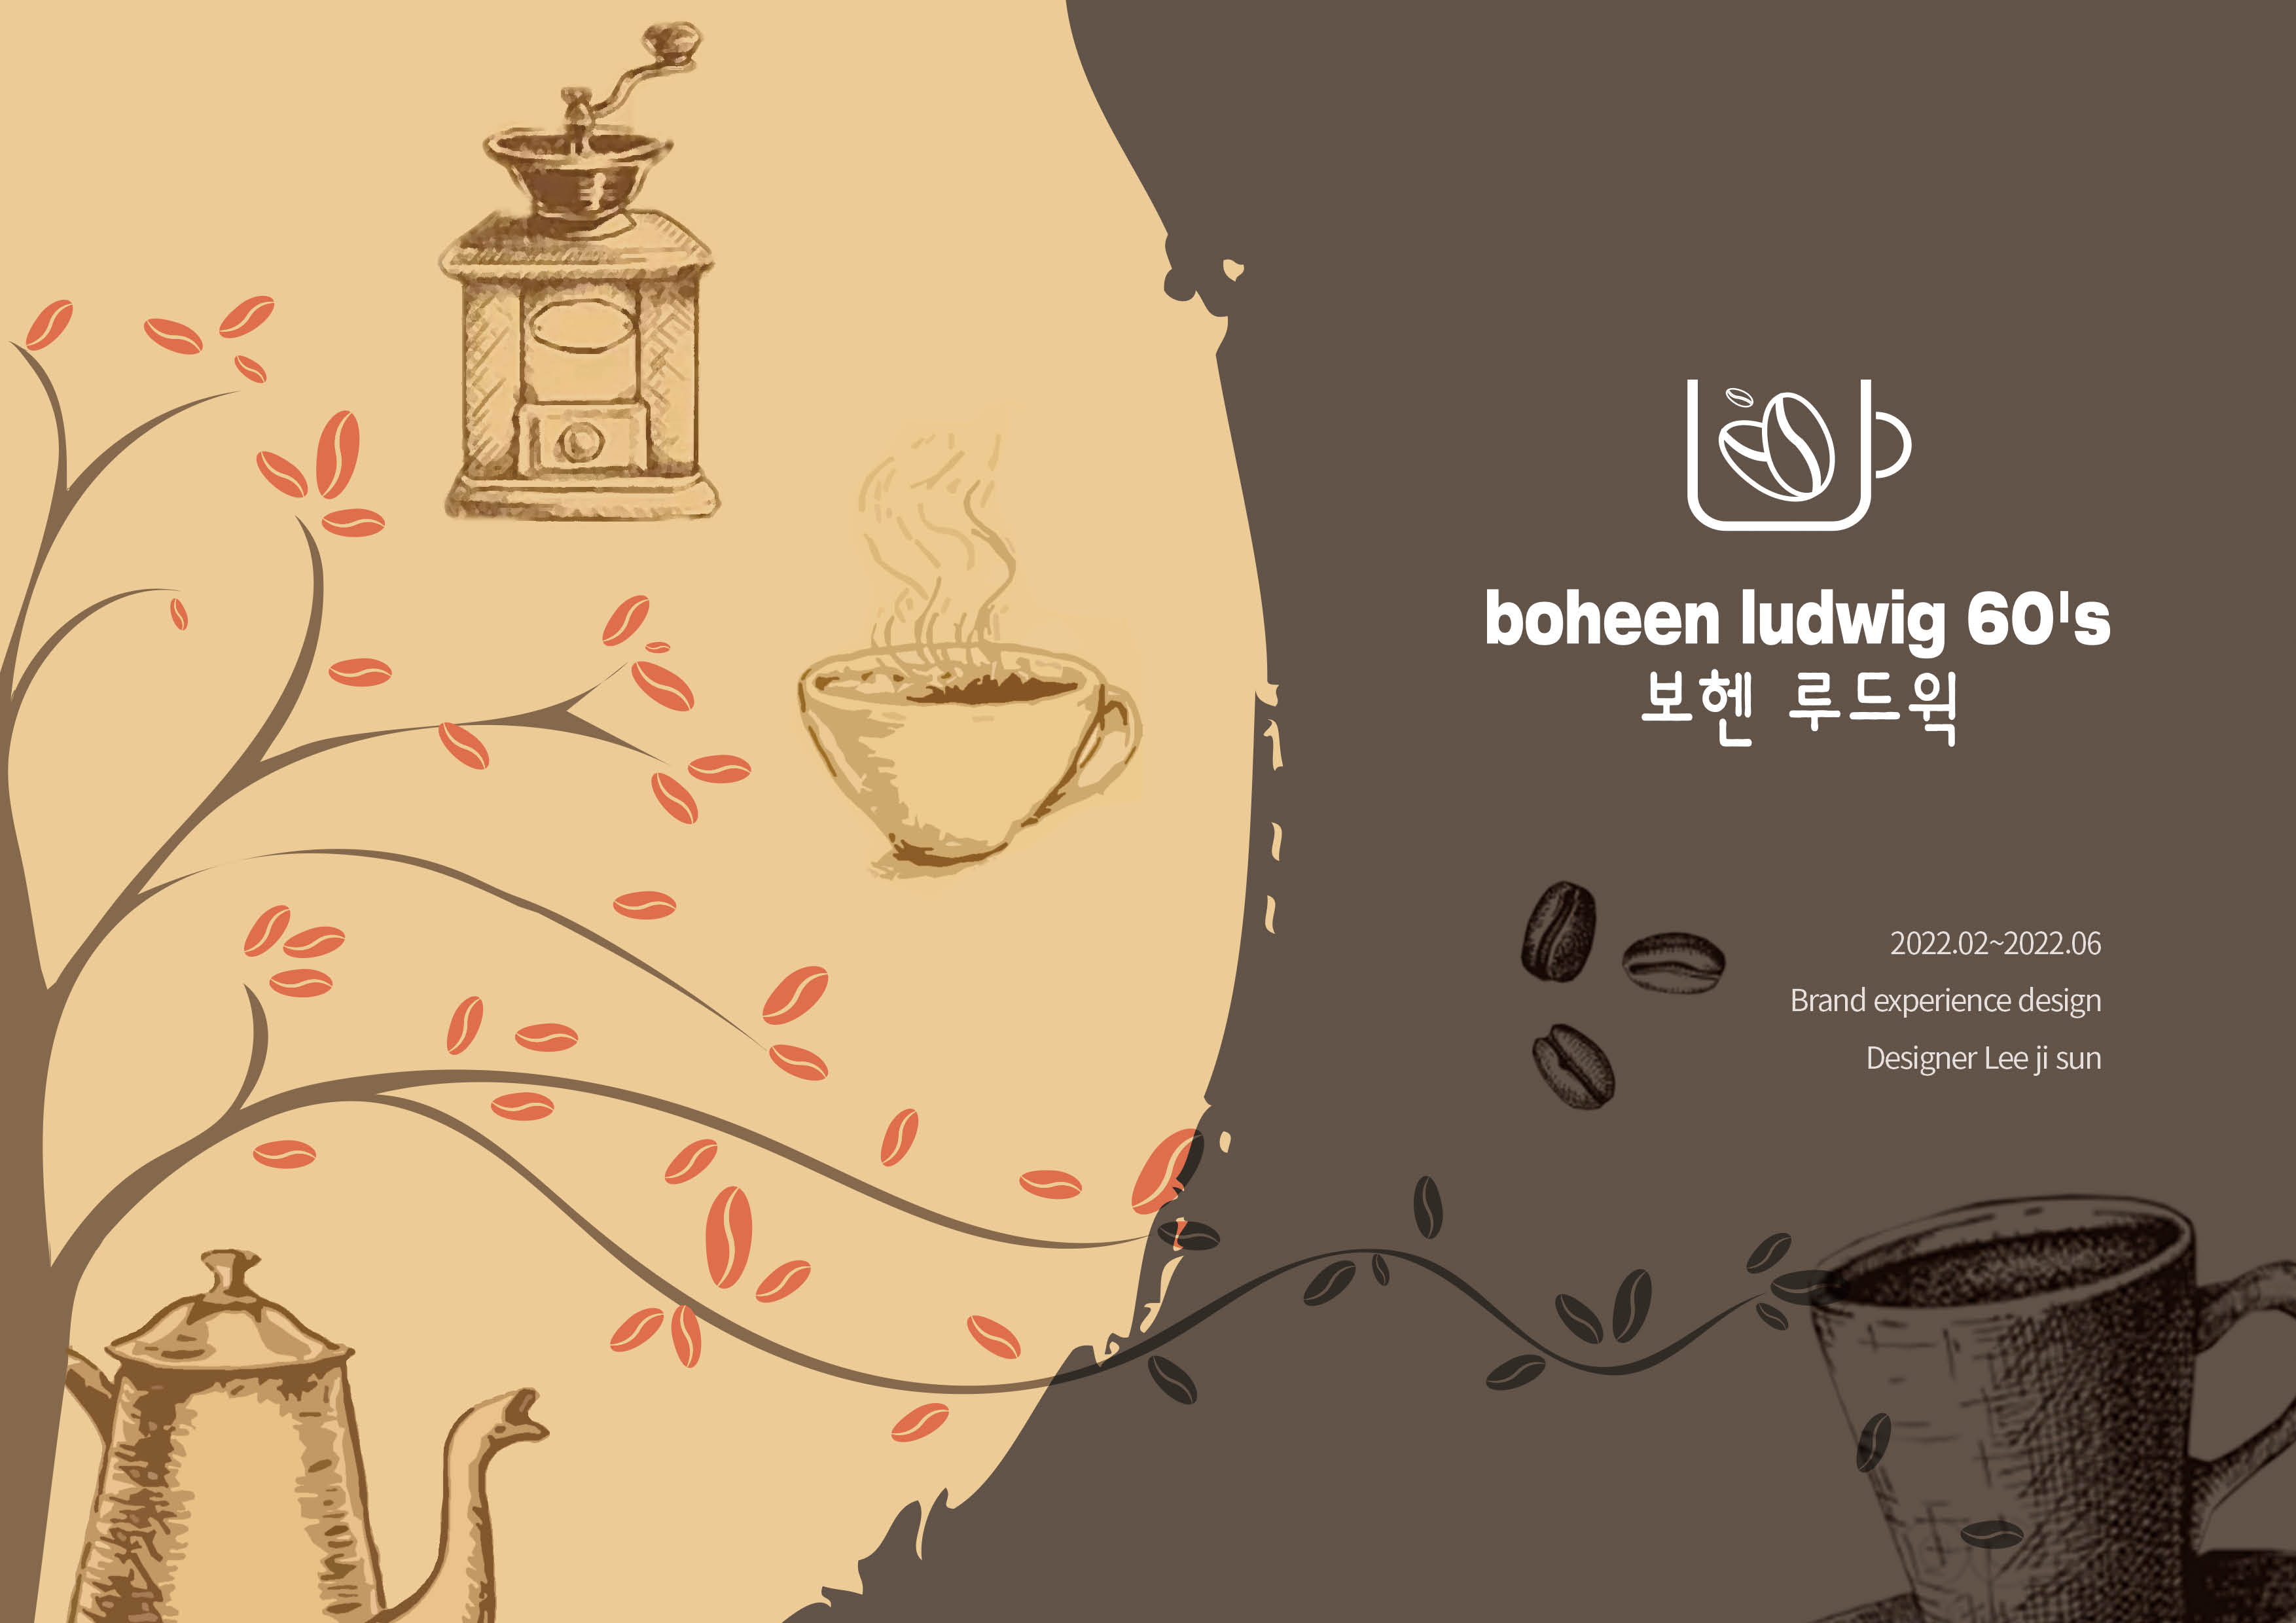 boheen ludwig 60's
보헨 루드윅
2022.02~2022.06
Brand experience design
Designer Lee ji sun